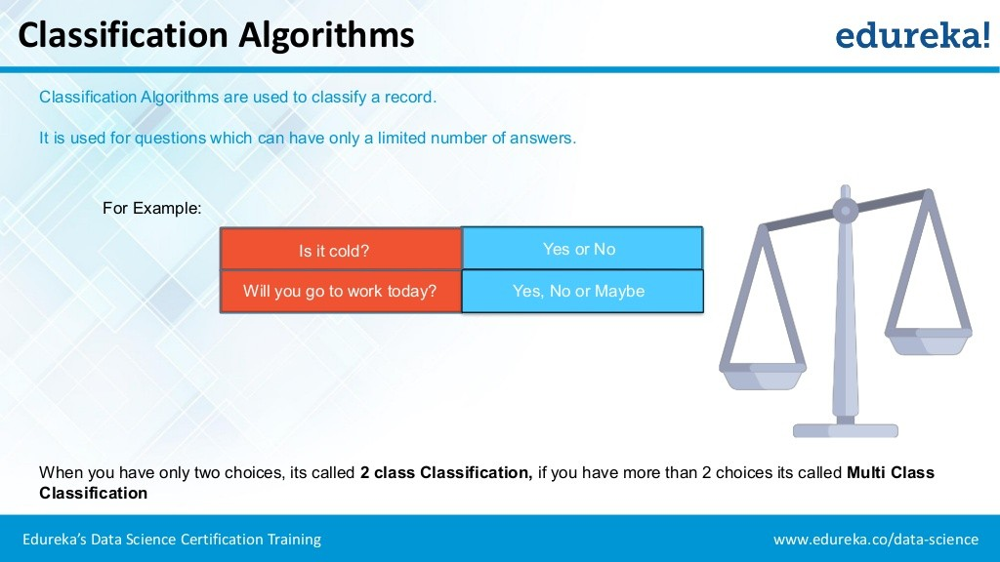 Classification Algorithms
edureka!
Classification Algorithms are used to classify a record.
It is used for questions which can have only a limited number of answers.
For Example:
Is it cold?
Yes or No
Will you go to work today?
Yes, No or Maybe
When you have only two choices, its called 2 class Classification, if you have more than 2 choices its called Multi Class
Classification
Edureka’s Data Science Certification Training
www.edureka.co/data-science